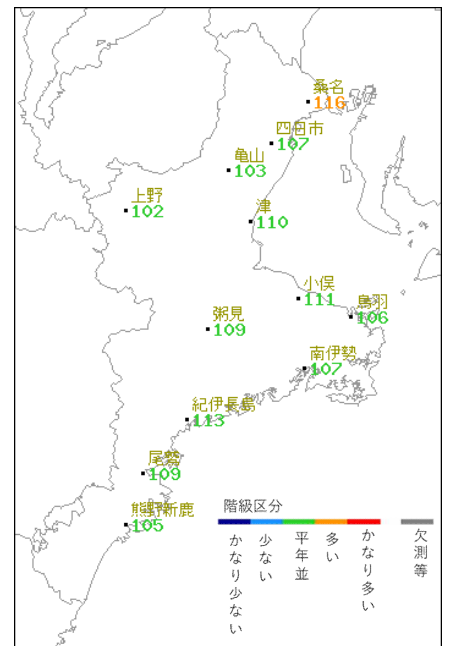 桑名
116
四日市
107
亀山
103
上野
102
津
110
小俣
111
鳥羽
106
粥見
109
南伊勢
107
紀伊長島
113
尾鷲
109
熊野新鹿
105
階級区分
かなり少ない
少ない
平年並
多い
かなり多い
欠測等